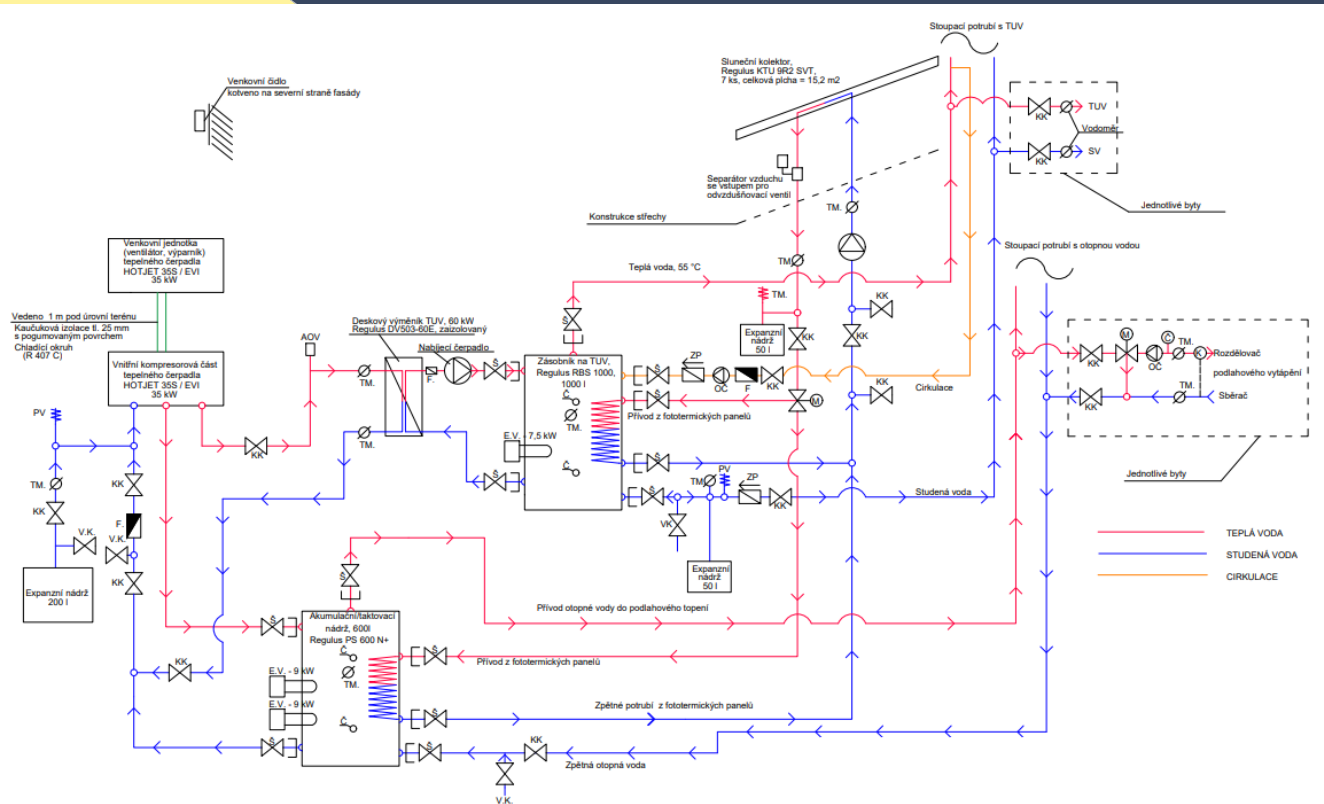 Stoupací potrubí s TUV
Sluneční kolektor,
Regulus KTU 9R2 SVT,
7 ks, celková plcha = 15,2 m2
Venkovní čidlo
kotveno na severní straně fasády
KK
TUV
Vodoměr
KK
SV
Jednotlivé byty
Separátor vzduchu
se vstupem pro
odvzdušňovací ventil
TM.
Konstrukce střechy
Stoupací potrubí s otopnou vodou
Venkovní jednotka
(ventilátor, výparník)
tepelného čerpadla
HOTJET 35S / EVI
35 kW
TM.
Teplá voda, 55 °C
TM.
KK
Vedeno 1 m pod úrovní terénu
Kaučuková izolace tl. 25 mm
s pogumovaným povrchem
Chladící okruh
(R 407 C)
Deskový výměník TUV, 60 kW
Regulus DV503-60E, zaizolovaný
AOV
Nabíjecí čerpadlo
Š
Expanzní
nádrž
50 l
KK
KK
M
Č
TM.
K
Rozdělovač
KK
OČ
podlahového vytápění
TM.
Sběrač
KK
Vnitřní kompresorová část
tepelného čerpadla
HOTJET 35S / EVI
35 kW
TM.
F.
Š
Zásobník na TUV,
Regulus RBS 1000,
1000 l
Š
ZP
OČ
F
KK
Cirkulace
KK
Č
TM.
Š
Přívod z fototermických panelů
M
PV
KK
TM.
E.V. - 7,5 kW
Č
Š
Š
PV
TM.
ZP
Š
KK
Studená voda
VK
Jednotlivé byty
TM.
KK
KK
F.
V.K.
V.K.
KK
Expanzní nádrž
200 l
Expanzní
nádrž
50 l
TEPLÁ VODA
STUDENÁ VODA
CIRKULACE
Š
Přívod otopné vody do podlahového topení
Š
Akumulační/taktovací
nádrž, 600l
Regulus PS 600 N+
Č
TM.
Š
Přívod z fototermických panelů
KK
E.V. - 9 kW
E.V. - 9 kW
Č
Š
Zpětné potrubí z fototermických panelů
Š
Š
KK
Zpětná otopná voda
V.K.